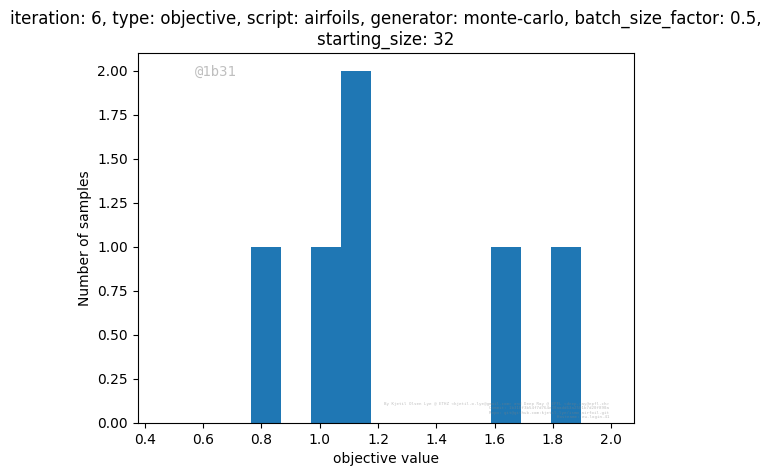 iteration: 6, type: objective, script: airfoils, generator: monte-carlo, batch_size_factor: 0.5,
starting_size: 32
@1b31
2.00
1.75
1.50
1.25
1.00
0.75
0.50
0.25
0.00
Number of samples
0.4 0.6 0.8 1.0 1.2 1.4 1.6 1.8 2.0
objective value